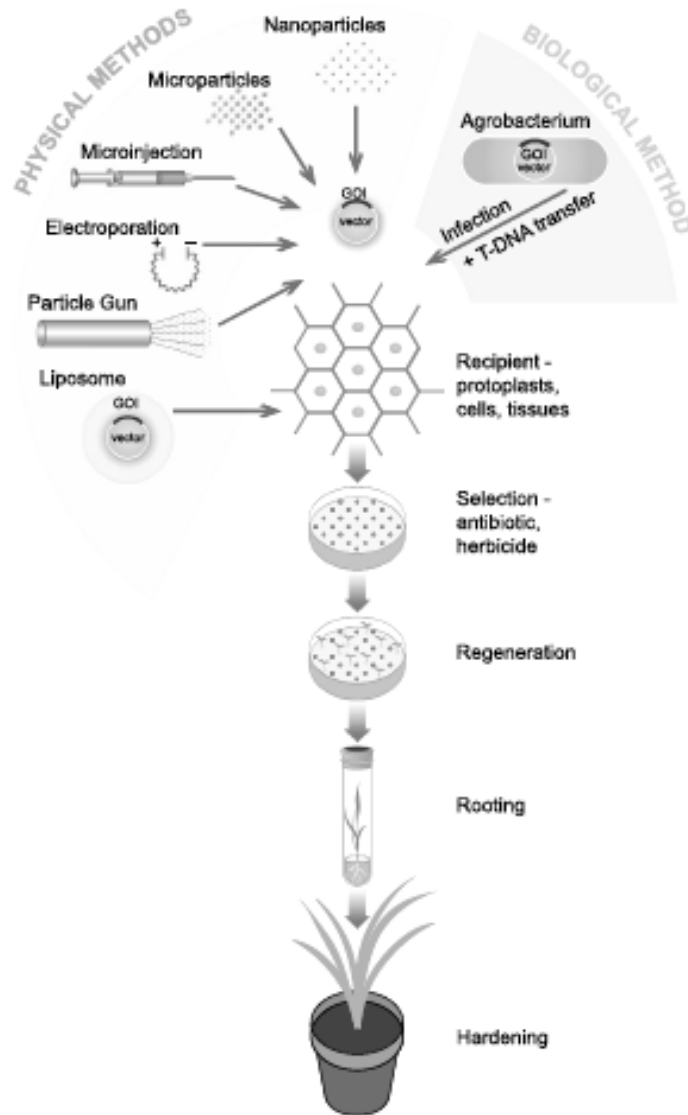 PHYSICAL METHODS
Nanoparticles
BIOLOGICAL METHOD
Microparticles
Agrobacterium
GOI
vector
Microinjection
GOI
vector
Infection
+ T-DNA transfer
Electroporation
+ −
Particle Gun
Liposome
GOI
vector
Recipient -
protoplasts,
cells, tissues
Selection -
antibiotic,
herbicide
Regeneration
Rooting
Hardening